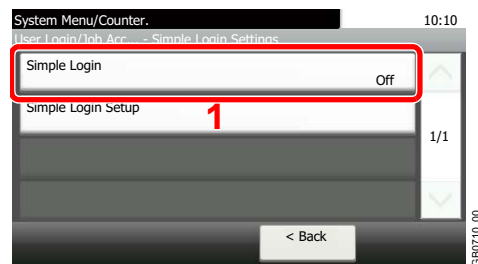 System Menu/Counter. 10:10
User Login/Job Acc... - Simple Login Settings
Simple Login
Off
Simple Login Setup
1
1/1
< Back
GB0710_00